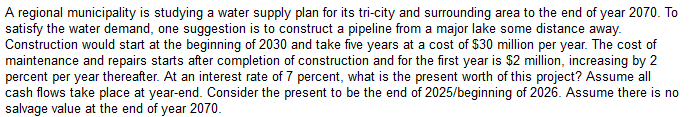 A regional municipality is studying a water supply plan for its tri-city and surrounding area to the end of year 2070. To
satisfy the water demand, one suggestion is to construct a pipeline from a major lake some distance away.
Construction would start at the beginning of 2030 and take five years at a cost of $30 million per year. The cost of
maintenance and repairs starts after completion of construction and for the first year is $2 million, increasing by 2
percent per year thereafter. At an interest rate of 7 percent, what is the present worth of this project? Assume all
cash flows take place at year-end. Consider the present to be the end of 2025/beginning of 2026. Assume there is no
salvage value at the end of year 2070.